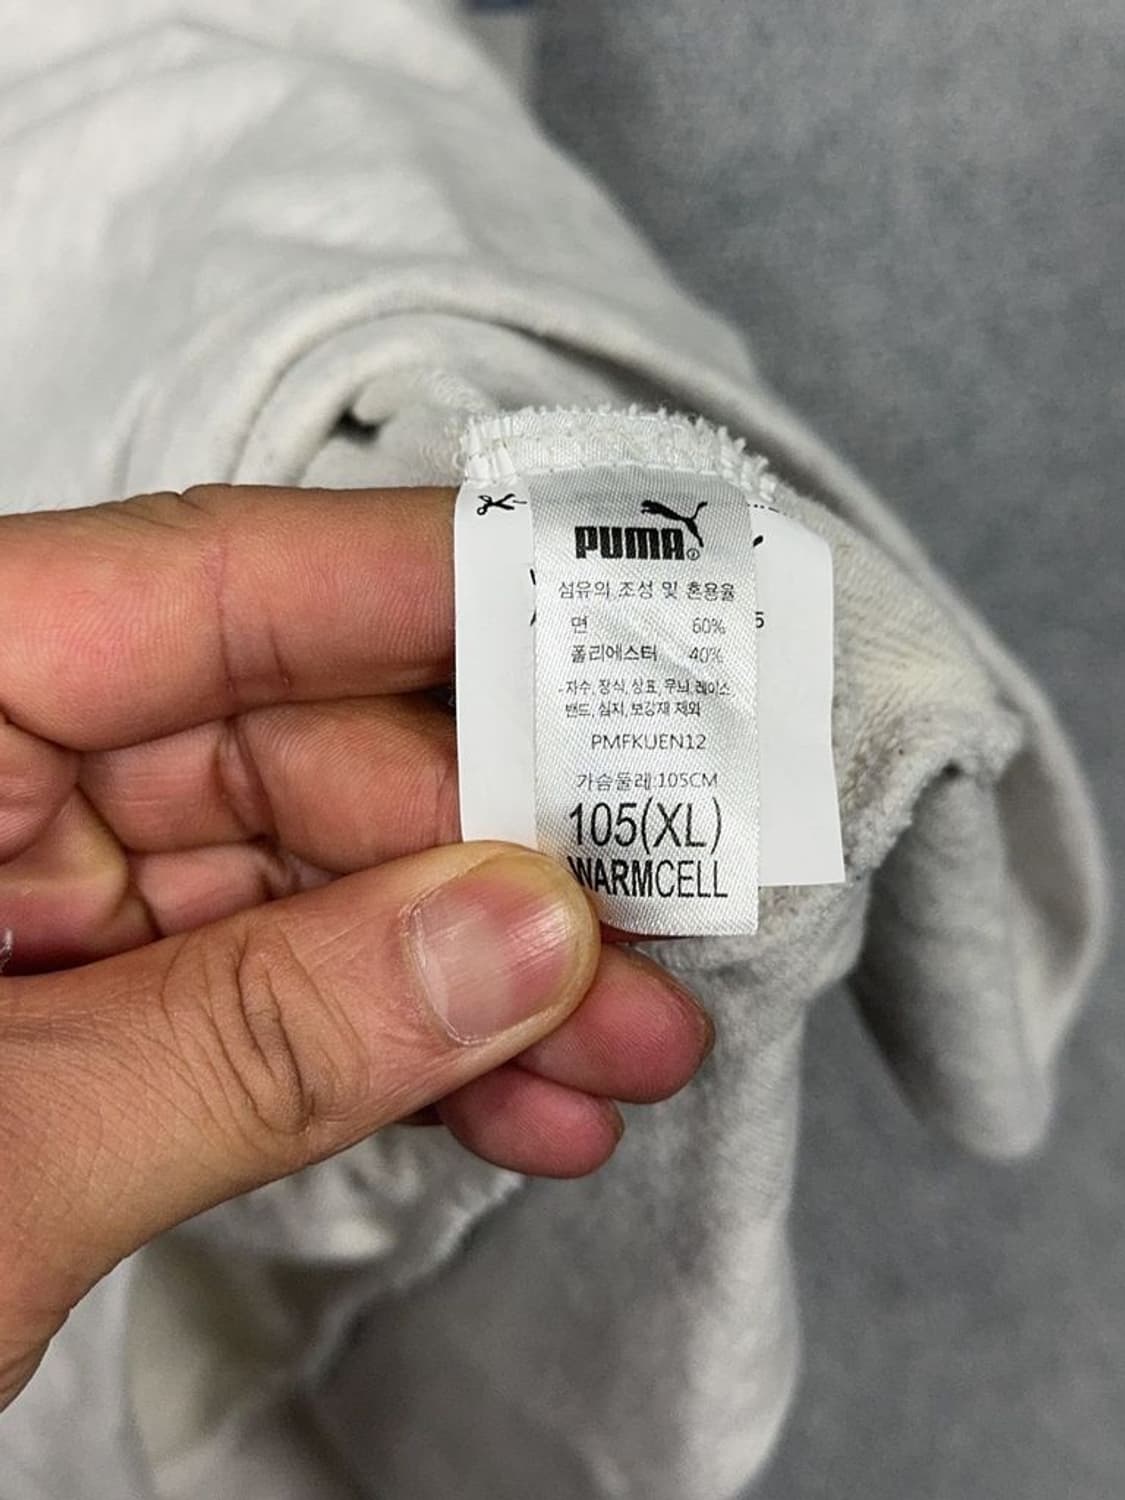 PUMA
섬유의 조성 및 혼용율
면 60%
폴리에스터 40%
-자수, 장식, 상표, 무늬, 레이스,
밴드, 심지, 보강재 제외
PMFKUEN12
가슴둘레:105CM
105(XL)
WARMCELL
5